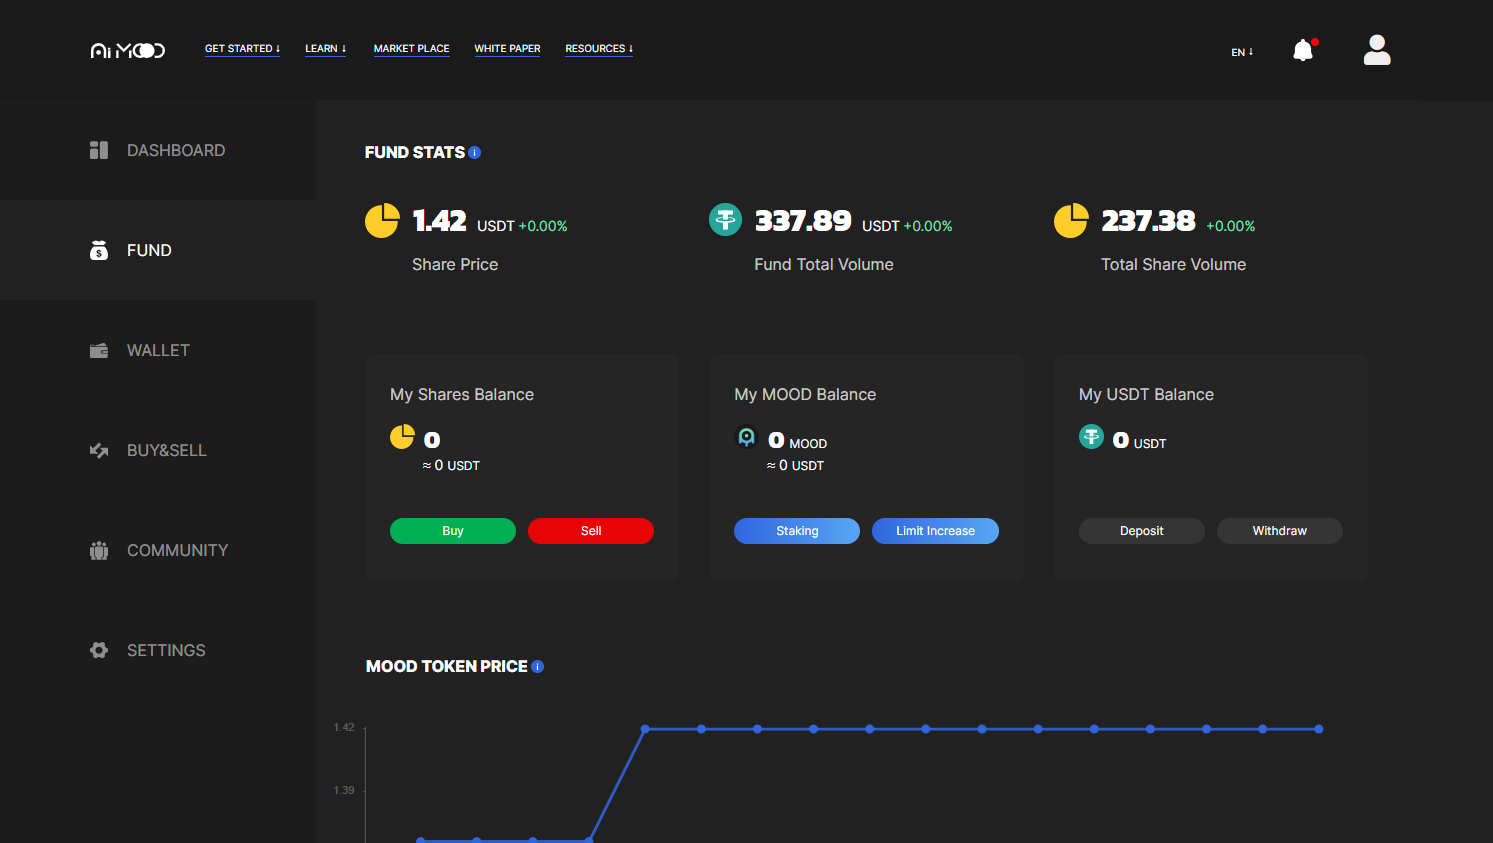 Ai MOOD
GET STARTED ↓
LEARN ↓
MARKET PLACE
WHITE PAPER
RESOURCES ↓
EN ↓
DASHBOARD
FUND
WALLET
BUY&SELL
COMMUNITY
SETTINGS
FUND STATS i
1.42 USDT +0.00%
Share Price
337.89 USDT +0.00%
Fund Total Volume
237.38 +0.00%
Total Share Volume
My Shares Balance
0
≈ 0 USDT
Buy
Sell
My MOOD Balance
0 MOOD
≈ 0 USDT
Staking
Limit Increase
My USDT Balance
0 USDT
Deposit
Withdraw
MOOD TOKEN PRICE i
1.42
1.39